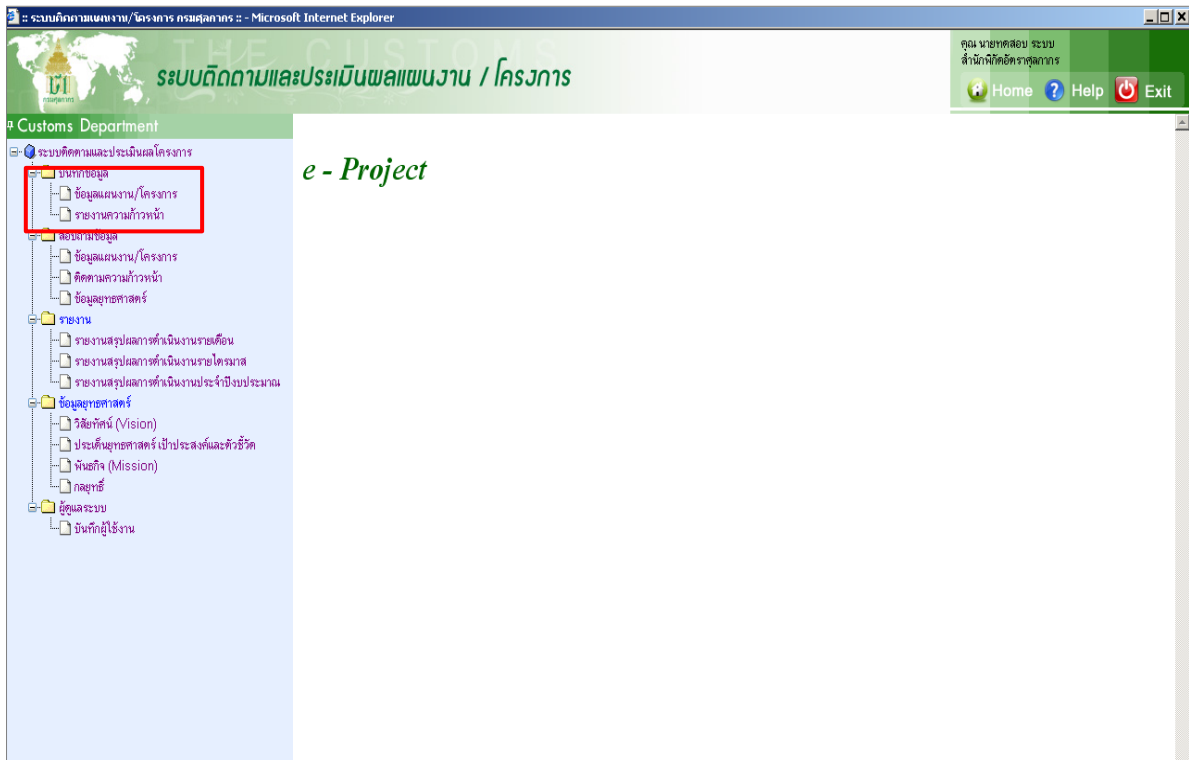 :: ระบบติดตามแผนงาน/โครงการ กรมศุลกากร :: - Microsoft Internet Explorer
THE CUSTOMS
กรมศุลกากร
ระบบติดตามและประเมินผลแผนงาน / โครงการ
คุณ นายทดสอบ ระบบ
สำนักพิกัดอัตราศุลกากร
Home Help Exit
Customs Department
ระบบติดตามและประเมินผลโครงการ
e - Project
บันทึกข้อมูล
ข้อมูลแผนงาน/โครงการ
รายงานความก้าวหน้า
สอบถามข้อมูล
ข้อมูลแผนงาน/โครงการ
ติดตามความก้าวหน้า
ข้อมูลยุทธศาสตร์
รายงาน
รายงานสรุปผลการดำเนินงานรายเดือน
รายงานสรุปผลการดำเนินงานรายไตรมาส
รายงานสรุปผลการดำเนินงานประจำปีงบประมาณ
ข้อมูลยุทธศาสตร์
วิสัยทัศน์ (Vision)
ประเด็นยุทธศาสตร์ เป้าประสงค์และตัวชี้วัด
พันธกิจ (Mission)
กลยุทธ์
ผู้ดูแลระบบ
บันทึกผู้ใช้งาน